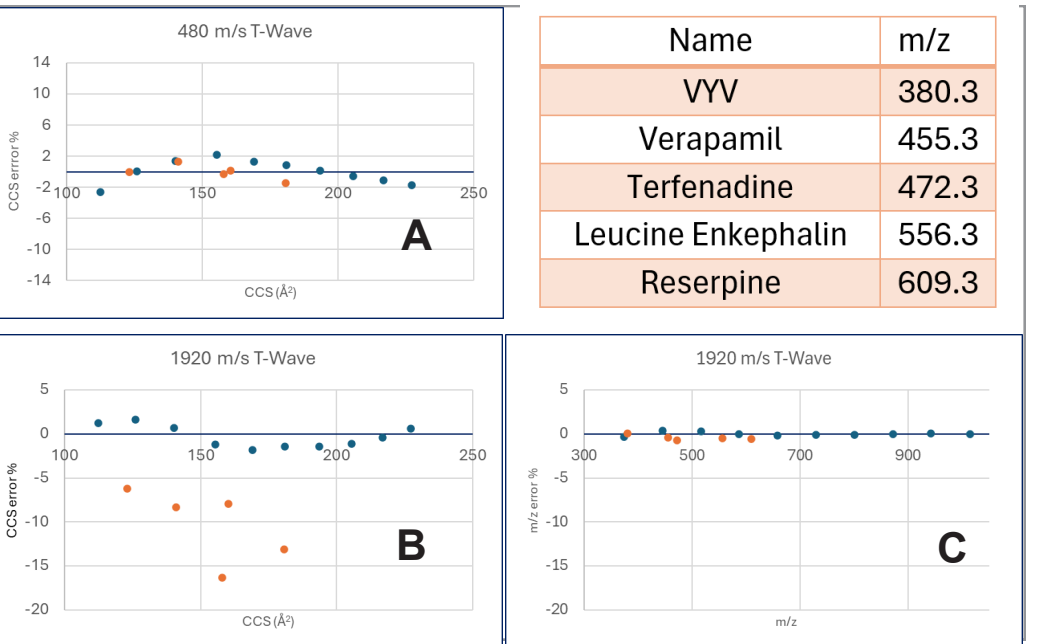 480 m/s T-Wave
14
10
6
2
-2
-6
-10
-14
100 150 200 250
CCS errror %
CCS (Å²)
A
Name m/z
VYV 380.3
Verapamil 455.3
Terfenadine 472.3
Leucine Enkephalin 556.3
Reserpine 609.3
1920 m/s T-Wave
5
0
-5
-10
-15
-20
100 150 200 250
CCS error %
CCS (Å²)
B
1920 m/s T-Wave
5
0
-5
-10
-15
-20
300 500 700 900
m/z error %
m/z
C